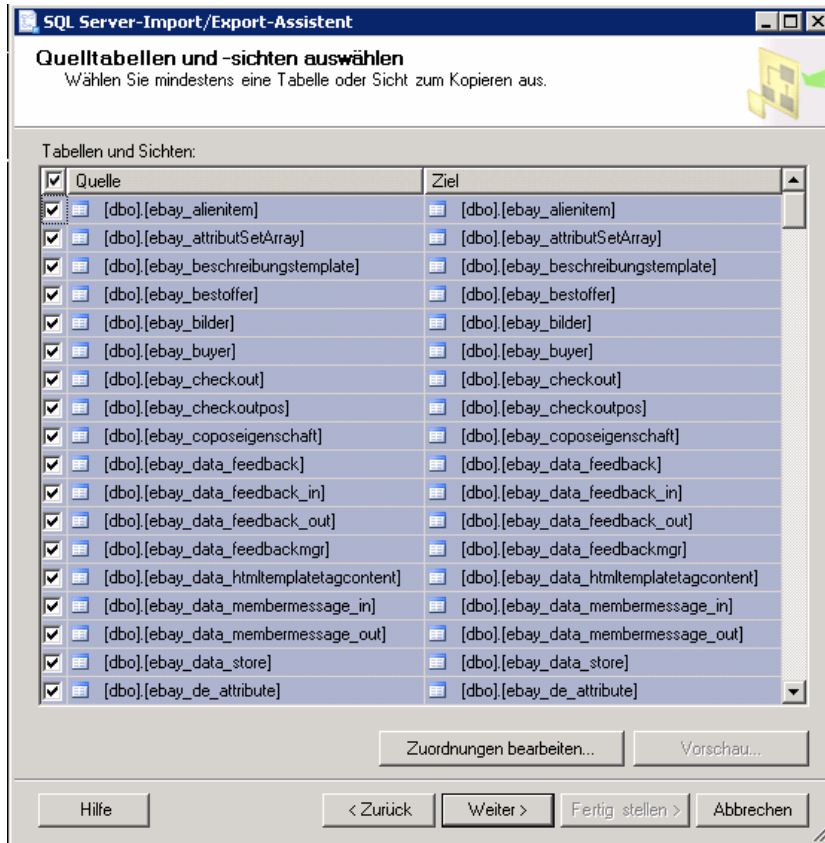 SQL Server-Import/Export-Assistent
Quelltabellen und -sichten auswählen
Wählen Sie mindestens eine Tabelle oder Sicht zum Kopieren aus.
Tabellen und Sichten:
Quelle Ziel
[dbo].[ebay_alienitem] [dbo].[ebay_alienitem]
[dbo].[ebay_attributSetArray] [dbo].[ebay_attributSetArray]
[dbo].[ebay_beschreibungstemplate] [dbo].[ebay_beschreibungstemplate]
[dbo].[ebay_bestoffer] [dbo].[ebay_bestoffer]
[dbo].[ebay_bilder] [dbo].[ebay_bilder]
[dbo].[ebay_buyer] [dbo].[ebay_buyer]
[dbo].[ebay_checkout] [dbo].[ebay_checkout]
[dbo].[ebay_checkoutpos] [dbo].[ebay_checkoutpos]
[dbo].[ebay_coposeigenschaft] [dbo].[ebay_coposeigenschaft]
[dbo].[ebay_data_feedback] [dbo].[ebay_data_feedback]
[dbo].[ebay_data_feedback_in] [dbo].[ebay_data_feedback_in]
[dbo].[ebay_data_feedback_out] [dbo].[ebay_data_feedback_out]
[dbo].[ebay_data_feedbackmgr] [dbo].[ebay_data_feedbackmgr]
[dbo].[ebay_data_htmltemplatetagcontent] [dbo].[ebay_data_htmltemplatetagcontent]
[dbo].[ebay_data_membermessage_in] [dbo].[ebay_data_membermessage_in]
[dbo].[ebay_data_membermessage_out] [dbo].[ebay_data_membermessage_out]
[dbo].[ebay_data_store] [dbo].[ebay_data_store]
[dbo].[ebay_de_attribute] [dbo].[ebay_de_attribute]
Zuordnungen bearbeiten... Vorschau...
Hilfe < Zurück Weiter > Fertig stellen > Abbrechen